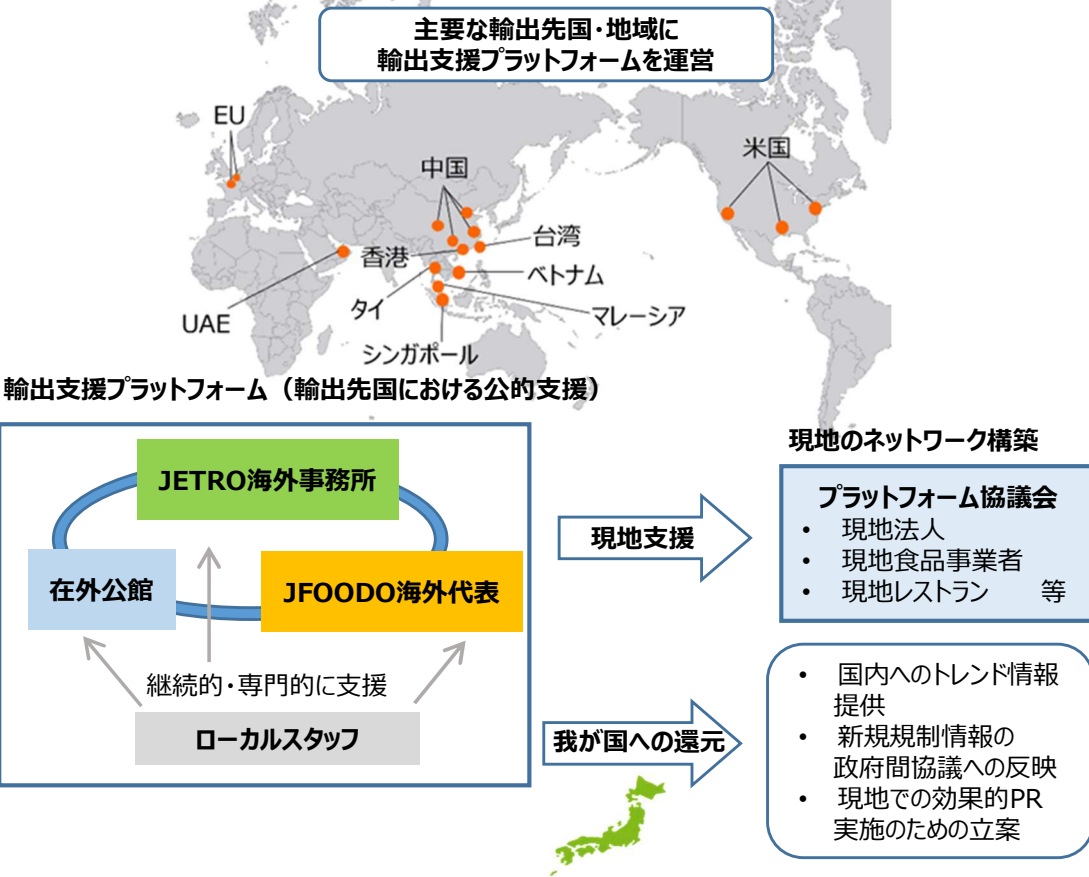 主要な輸出先国・地域に
輸出支援プラットフォームを運営
EU
中国
米国
台湾
香港
ベトナム
タイ
マレーシア
UAE
シンガポール
輸出支援プラットフォーム（輸出先国における公的支援）
JETRO海外事務所
在外公館
JFOODO海外代表
継続的・専門的に支援
ローカルスタッフ
現地支援
我が国への還元
現地のネットワーク構築
プラットフォーム協議会
• 現地法人
• 現地食品事業者
• 現地レストラン　等
• 国内へのトレンド情報
提供
• 新規規制情報の
政府間協議への反映
• 現地での効果的PR
実施のための立案